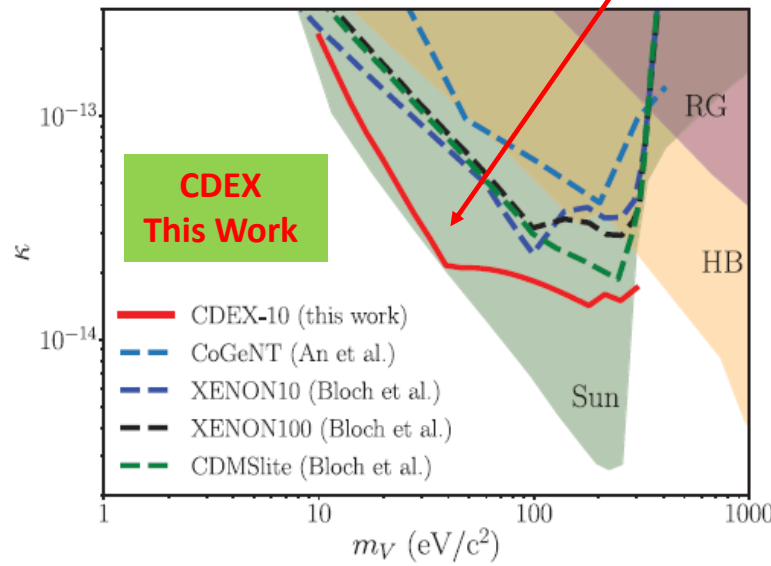 10⁻¹³
10⁻¹⁴
κ
CDEX
This Work
RG
HB
Sun
CDEX-10 (this work)
CoGeNT (An et al.)
XENON10 (Bloch et al.)
XENON100 (Bloch et al.)
CDMSlite (Bloch et al.)
1 10 100 1000
m_V (eV/c²)